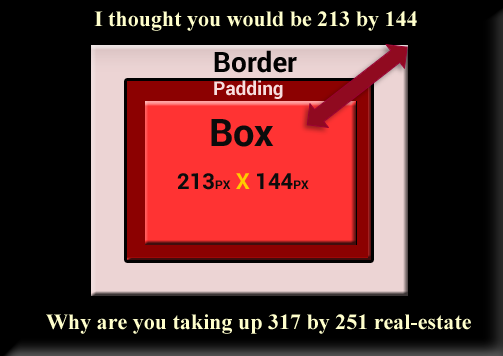 I thought you would be 213 by 144
Border
Padding
Box
213PX X 144PX
Why are you taking up 317 by 251 real-estate